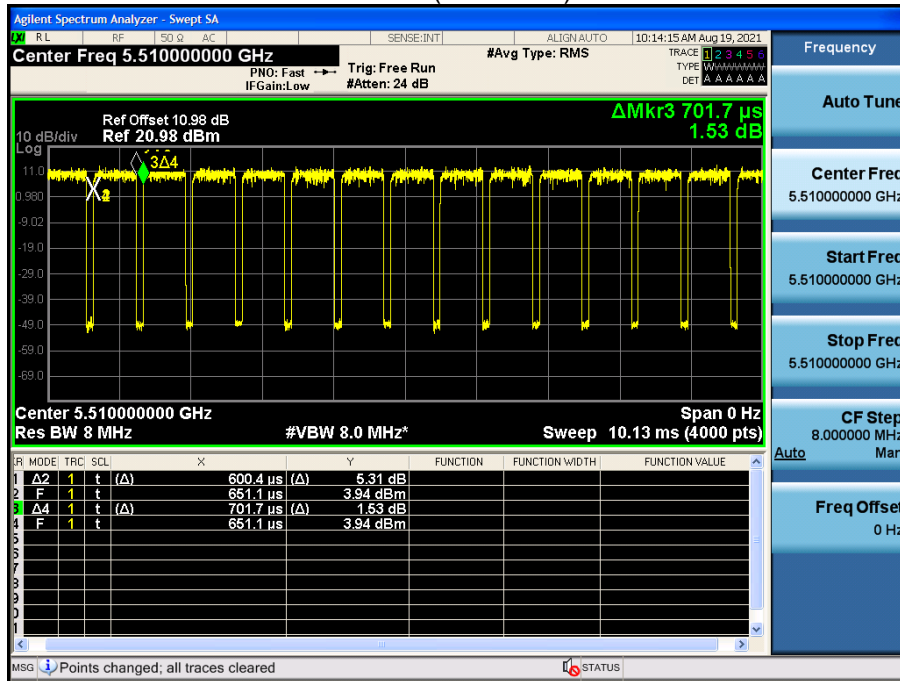 Agilent Spectrum Analyzer - Swept SA
LXI RL RF 50 Ω AC SENSE:INT ALIGN AUTO 10:14:15 AM Aug 19, 2021
Center Freq 5.510000000 GHz #Avg Type: RMS TRACE 1 2 3 4 5 6
PNO: Fast Trig: Free Run TYPE WWWWWW
IFGain:Low #Atten: 24 dB DET A A A A A A
Frequency
Auto Tune
Ref Offset 10.98 dB ΔMkr3 701.7 µs
10 dB/div Ref 20.98 dBm 1.53 dB
Log
3Δ4
11.0
0.980
-9.02
-19.0
-29.0
-39.0
-49.0
-59.0
-69.0
Center Freq
5.510000000 GHz
Start Freq
5.510000000 GHz
Stop Freq
5.510000000 GHz
Center 5.510000000 GHz Span 0 Hz
Res BW 8 MHz #VBW 8.0 MHz* Sweep 10.13 ms (4000 pts)
CF Step
8.000000 MHz
Auto Man
MODE TRC SCL X Y FUNCTION FUNCTION WIDTH FUNCTION VALUE
1 Δ2 1 t (Δ) 600.4 µs (Δ) 5.31 dB
2 F 1 t 651.1 µs 3.94 dBm
3 Δ4 1 t (Δ) 701.7 µs (Δ) 1.53 dB
4 F 1 t 651.1 µs 3.94 dBm
5
6
7
8
9
Freq Offset
0 Hz
MSG Points changed; all traces cleared STATUS